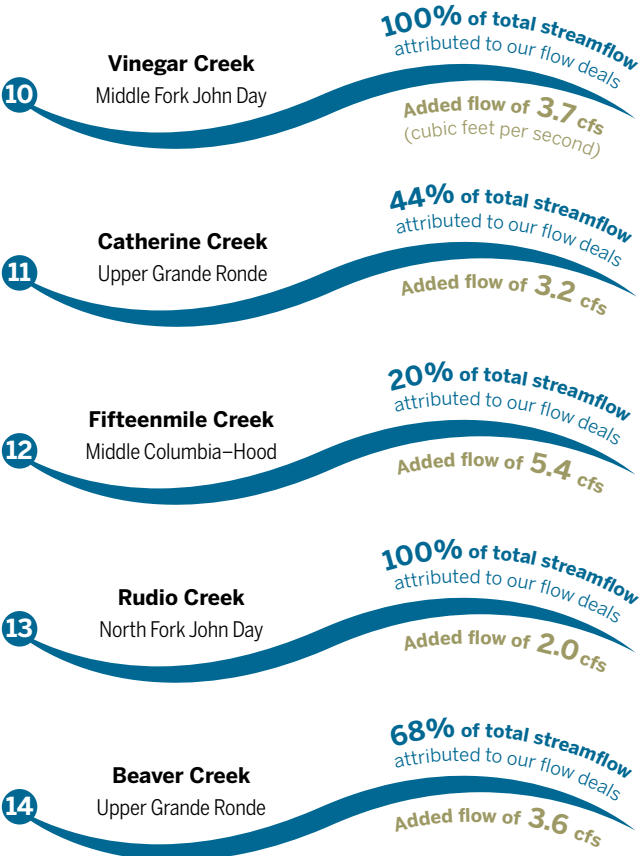 10
Vinegar Creek
Middle Fork John Day
100% of total streamflow
attributed to our flow deals
Added flow of 3.7 cfs
(cubic feet per second)
11
Catherine Creek
Upper Grande Ronde
44% of total streamflow
attributed to our flow deals
Added flow of 3.2 cfs
12
Fifteenmile Creek
Middle Columbia–Hood
20% of total streamflow
attributed to our flow deals
Added flow of 5.4 cfs
13
Rudio Creek
North Fork John Day
100% of total streamflow
attributed to our flow deals
Added flow of 2.0 cfs
14
Beaver Creek
Upper Grande Ronde
68% of total streamflow
attributed to our flow deals
Added flow of 3.6 cfs